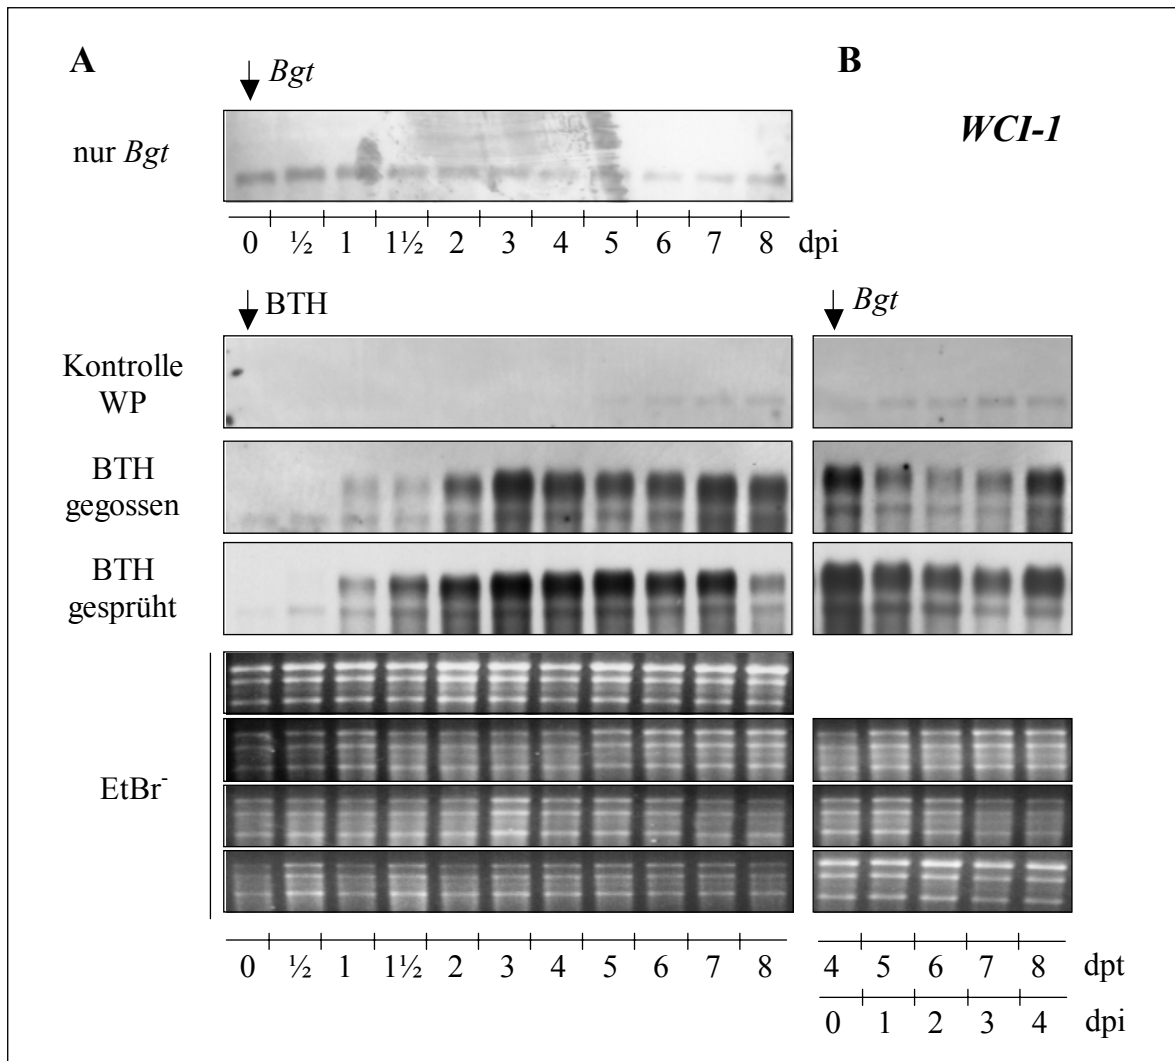 A
B
Bgt
WCI-1
nur Bgt
0 ½ 1 1½ 2 3 4 5 6 7 8 dpi
BTH
Bgt
Kontrolle
WP
BTH
gegossen
BTH
gesprüht
EtBr⁻
0 ½ 1 1½ 2 3 4 5 6 7 8
4 5 6 7 8 dpt
0 1 2 3 4 dpi